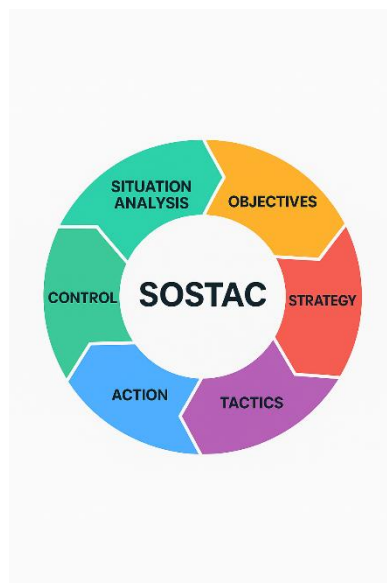 SITUATION
ANALYSIS
OBJECTIVES
STRATEGY
TACTICS
ACTION
CONTROL
SOSTAC